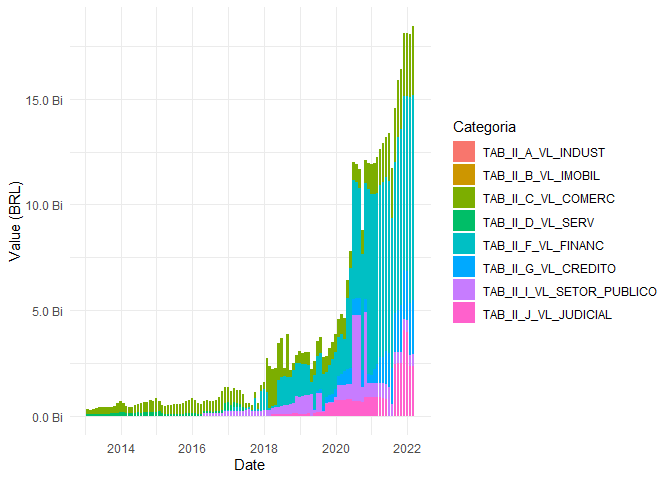 Value (BRL)
15.0 Bi
10.0 Bi
5.0 Bi
0.0 Bi
2014
2016
2018
2020
2022
Date
Categoria
TAB_II_A_VL_INDUST
TAB_II_B_VL_IMOBIL
TAB_II_C_VL_COMERC
TAB_II_D_VL_SERV
TAB_II_F_VL_FINANC
TAB_II_G_VL_CREDITO
TAB_II_I_VL_SETOR_PUBLICO
TAB_II_J_VL_JUDICIAL